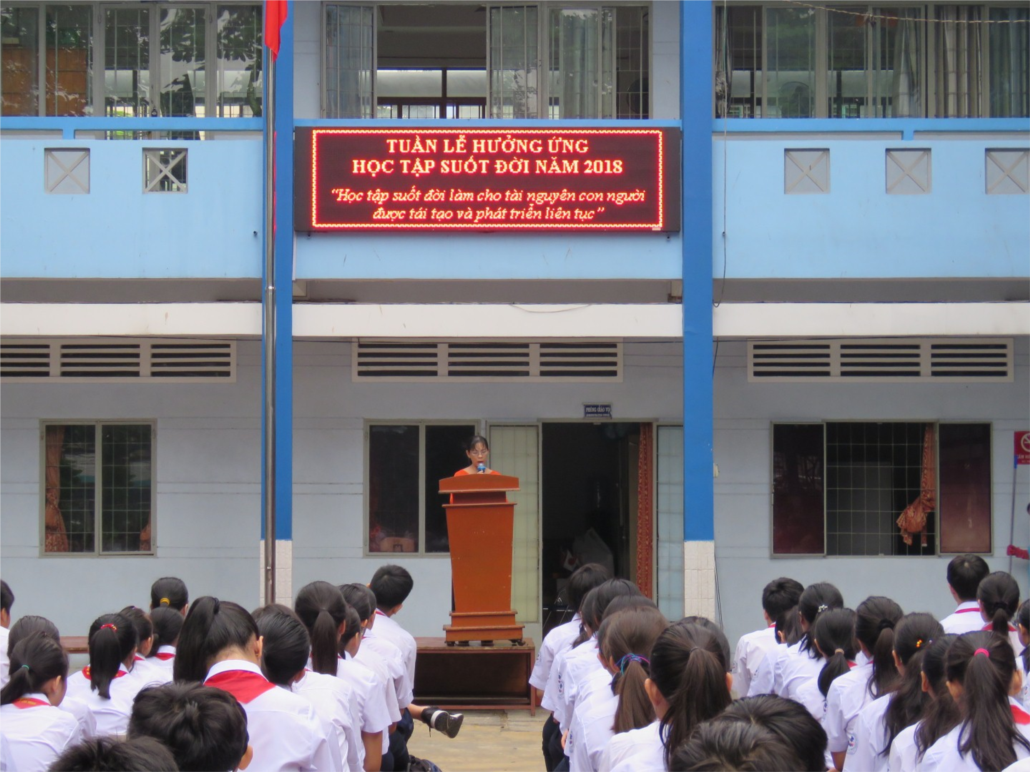 TUẦN LỄ HƯỞNG ỨNG
HỌC TẬP SUỐT ĐỜI NĂM 2018
“Học tập suốt đời làm cho tài nguyên con người
được tái tạo và phát triển liên tục”